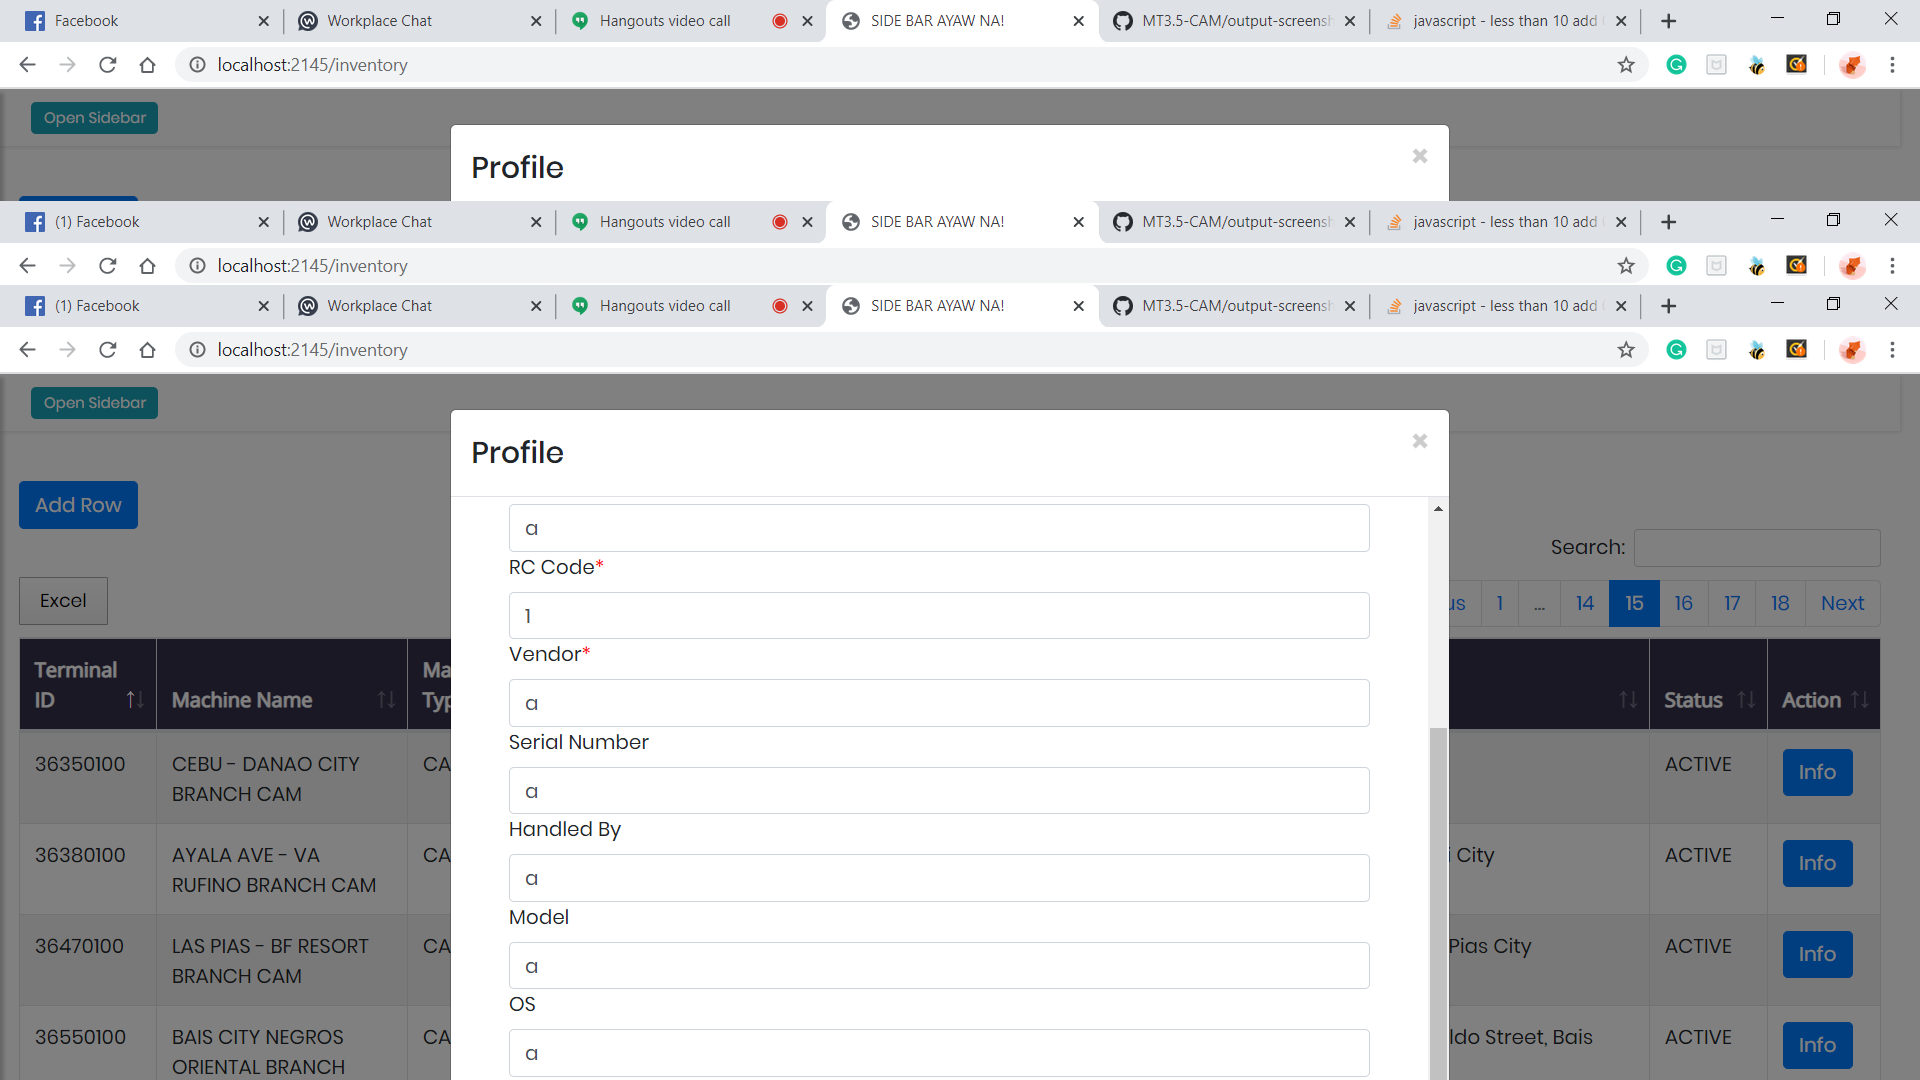 Facebook
Workplace Chat
Hangouts video call
SIDE BAR AYAW NA!
MT3.5-CAM/output-screensh
javascript - less than 10 add
localhost:2145/inventory
Open Sidebar
Profile
(1) Facebook
Workplace Chat
Hangouts video call
SIDE BAR AYAW NA!
MT3.5-CAM/output-screensh
javascript - less than 10 add
localhost:2145/inventory
(1) Facebook
Workplace Chat
Hangouts video call
SIDE BAR AYAW NA!
MT3.5-CAM/output-screensh
javascript - less than 10 add
localhost:2145/inventory
Open Sidebar
Profile
Add Row
Search:
Excel
us 1 ... 14 15 16 17 18 Next
a
RC Code*
1
Vendor*
a
Serial Number
a
Handled By
a
Model
a
OS
a
Terminal
ID
Machine Name
Ma
Typ
Status
Action
36350100
CEBU - DANAO CITY
BRANCH CAM
CA
ACTIVE
Info
36380100
AYALA AVE - VA
RUFINO BRANCH CAM
CA
i City
ACTIVE
Info
36470100
LAS PIAS - BF RESORT
BRANCH CAM
CA
Pias City
ACTIVE
Info
36550100
BAIS CITY NEGROS
ORIENTAL BRANCH
CA
ldo Street, Bais
ACTIVE
Info